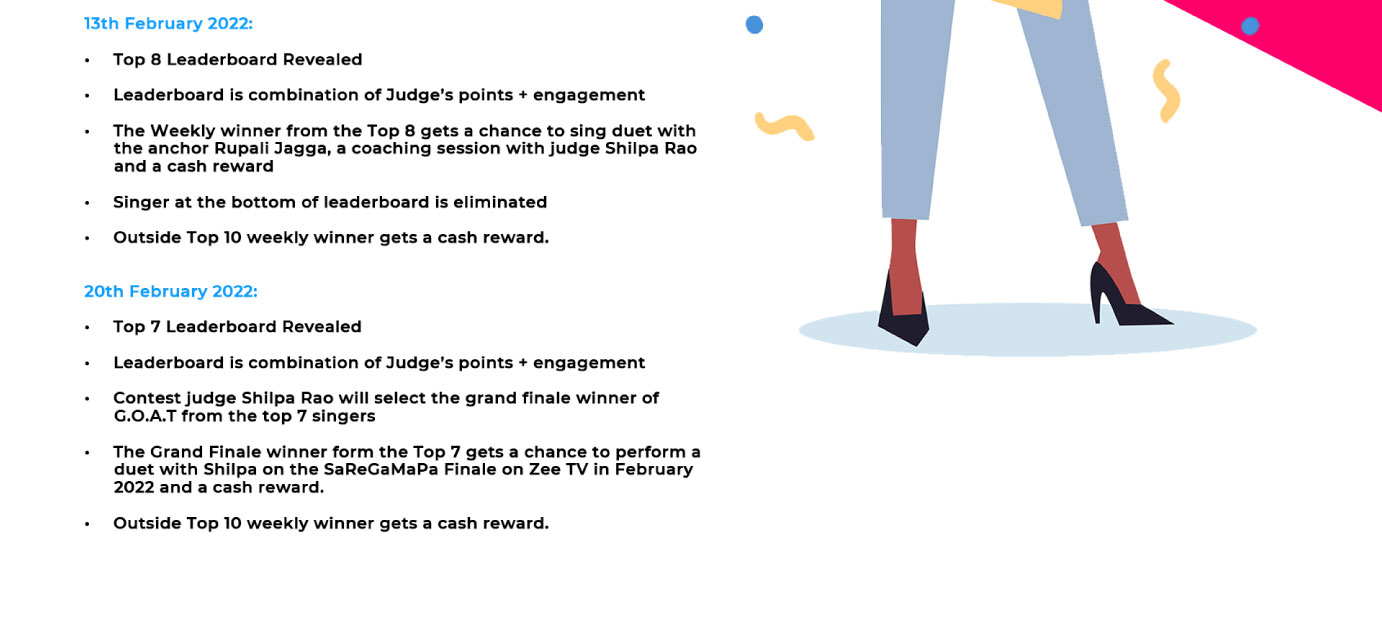 13th February 2022:
• Top 8 Leaderboard Revealed
• Leaderboard is combination of Judge's points + engagement
• The Weekly winner from the Top 8 gets a chance to sing duet with
the anchor Rupali Jagga, a coaching session with judge Shilpa Rao
and a cash reward
• Singer at the bottom of leaderboard is eliminated
• Outside Top 10 weekly winner gets a cash reward.
20th February 2022:
• Top 7 Leaderboard Revealed
• Leaderboard is combination of Judge's points + engagement
• Contest judge Shilpa Rao will select the grand finale winner of
G.O.A.T from the top 7 singers
• The Grand Finale winner form the Top 7 gets a chance to perform a
duet with Shilpa on the SaReGaMaPa Finale on Zee TV in February
2022 and a cash reward.
• Outside Top 10 weekly winner gets a cash reward.